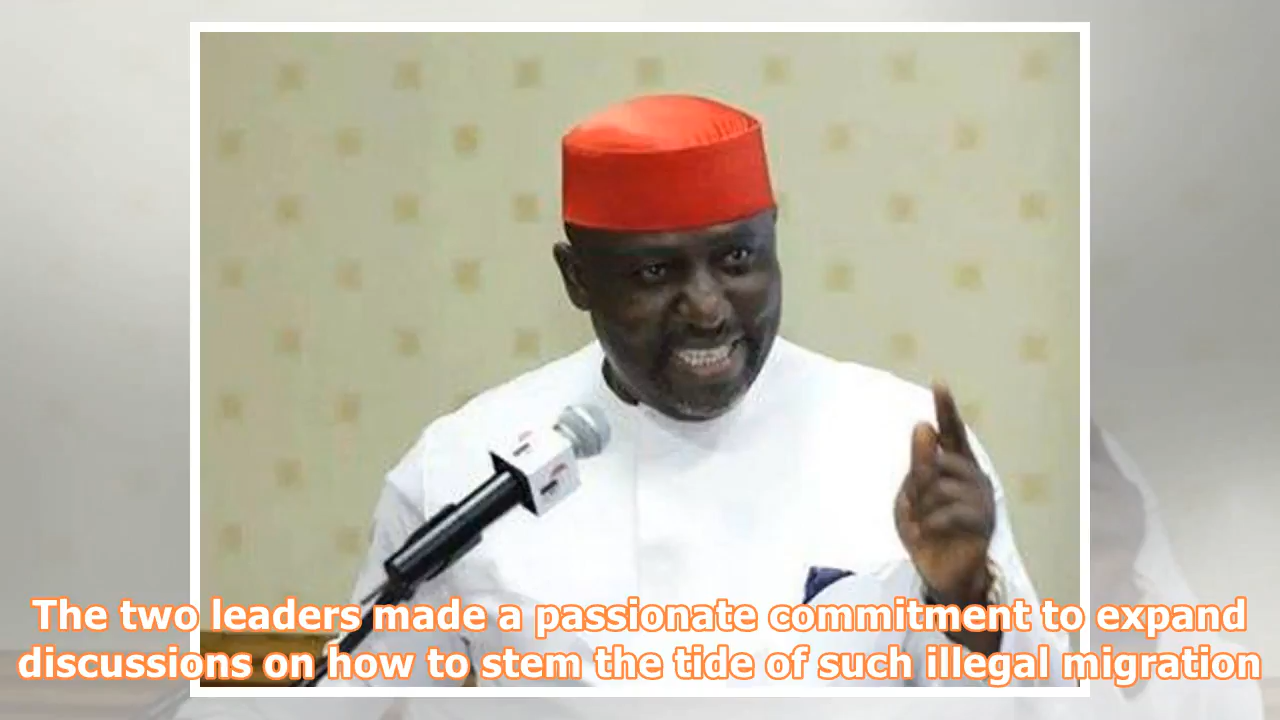 The two leaders made a passionate commitment to expand
discussions on how to stem the tide of such illegal migration